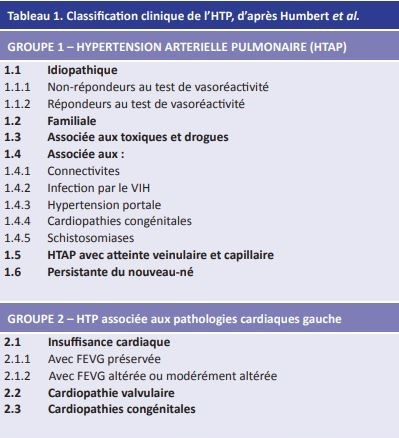 Tableau 1. Classification clinique de l'HTP, d'après Humbert et al.
GROUPE 1 – HYPERTENSION ARTERIELLE PULMONAIRE (HTAP)
1.1 Idiopathique
1.1.1 Non-répondeurs au test de vasoréactivité
1.1.2 Répondeurs au test de vasoréactivité
1.2 Familiale
1.3 Associée aux toxiques et drogues
1.4 Associée aux :
1.4.1 Connectivites
1.4.2 Infection par le VIH
1.4.3 Hypertension portale
1.4.4 Cardiopathies congénitales
1.4.5 Schistosomiases
1.5 HTAP avec atteinte veinulaire et capillaire
1.6 Persistante du nouveau-né
GROUPE 2 – HTP associée aux pathologies cardiaques gauche
2.1 Insuffisance cardiaque
2.1.1 Avec FEVG préservée
2.1.2 Avec FEVG altérée ou modérément altérée
2.2 Cardiopathie valvulaire
2.3 Cardiopathies congénitales